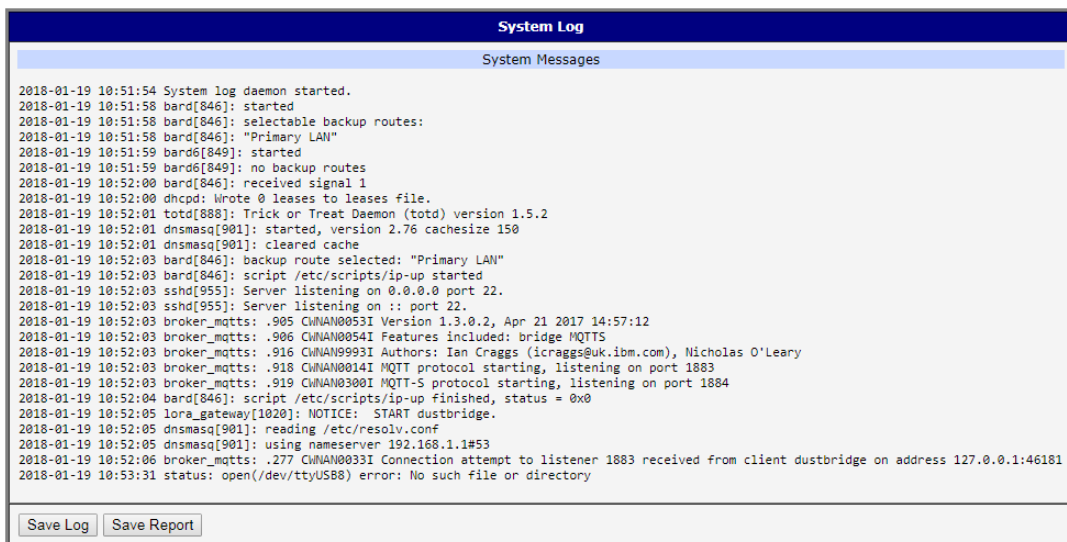 System Log
System Messages
2018-01-19 10:51:54 System log daemon started.
2018-01-19 10:51:58 bard[846]: started
2018-01-19 10:51:58 bard[846]: selectable backup routes:
2018-01-19 10:51:58 bard[846]: "Primary LAN"
2018-01-19 10:51:59 bard6[849]: started
2018-01-19 10:51:59 bard6[849]: no backup routes
2018-01-19 10:52:00 bard[846]: received signal 1
2018-01-19 10:52:00 dhcpd: Wrote 0 leases to leases file.
2018-01-19 10:52:01 totd[888]: Trick or Treat Daemon (totd) version 1.5.2
2018-01-19 10:52:01 dnsmasq[901]: started, version 2.76 cachesize 150
2018-01-19 10:52:01 dnsmasq[901]: cleared cache
2018-01-19 10:52:03 bard[846]: backup route selected: "Primary LAN"
2018-01-19 10:52:03 bard[846]: script /etc/scripts/ip-up started
2018-01-19 10:52:03 sshd[955]: Server listening on 0.0.0.0 port 22.
2018-01-19 10:52:03 sshd[955]: Server listening on :: port 22.
2018-01-19 10:52:03 broker_mqtts: .905 CWNAN0053I Version 1.3.0.2, Apr 21 2017 14:57:12
2018-01-19 10:52:03 broker_mqtts: .906 CWNAN0054I Features included: bridge MQTTS
2018-01-19 10:52:03 broker_mqtts: .916 CWNAN9993I Authors: Ian Craggs (icraggs@uk.ibm.com), Nicholas O'Leary
2018-01-19 10:52:03 broker_mqtts: .918 CWNAN0014I MQTT protocol starting, listening on port 1883
2018-01-19 10:52:03 broker_mqtts: .919 CWNAN0300I MQTT-S protocol starting, listening on port 1884
2018-01-19 10:52:04 bard[846]: script /etc/scripts/ip-up finished, status = 0x0
2018-01-19 10:52:05 lora_gateway[1020]: NOTICE:  START dustbridge.
2018-01-19 10:52:05 dnsmasq[901]: reading /etc/resolv.conf
2018-01-19 10:52:05 dnsmasq[901]: using nameserver 192.168.1.1#53
2018-01-19 10:52:06 broker_mqtts: .277 CWNAN0033I Connection attempt to listener 1883 received from client dustbridge on address 127.0.0.1:46181
2018-01-19 10:53:31 status: open(/dev/ttyUSB8) error: No such file or directory
Save Log Save Report